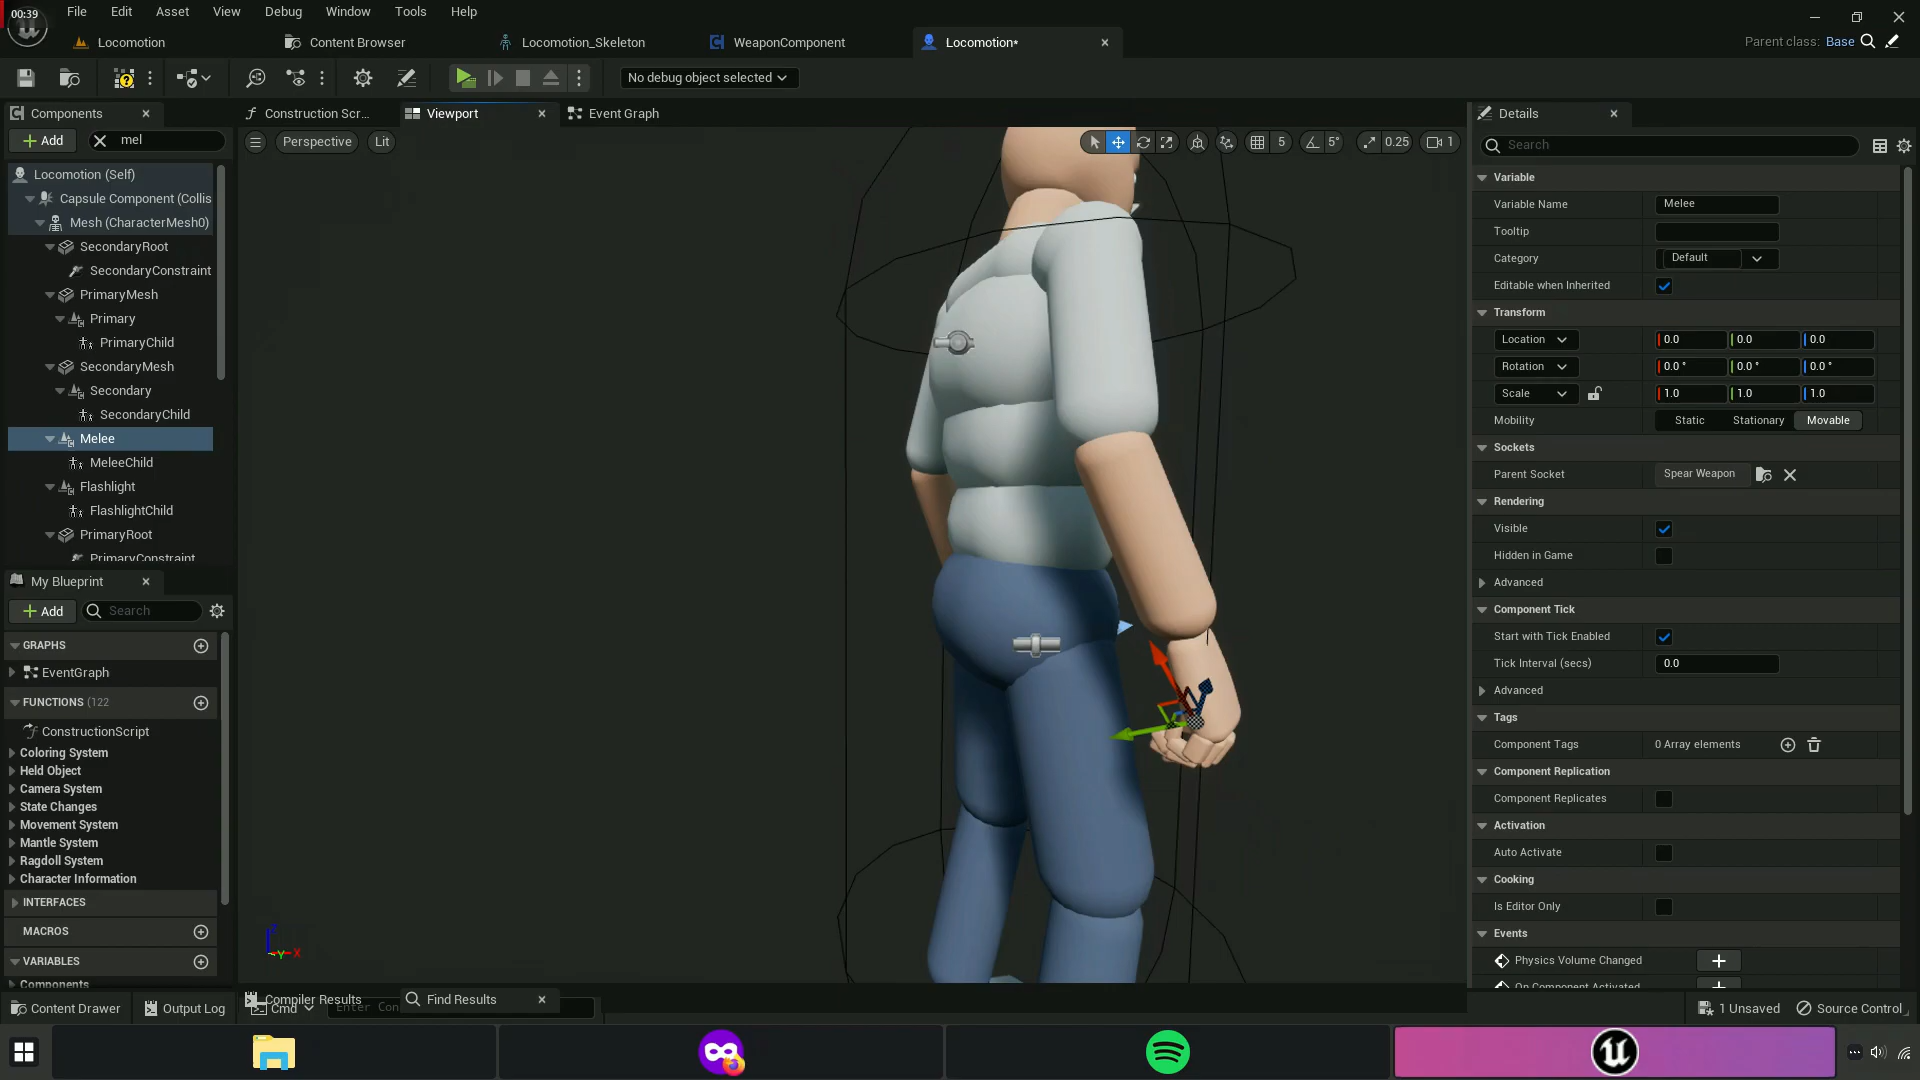 00:39
File Edit Asset View Debug Window Tools Help
Locomotion Content Browser Locomotion_Skeleton WeaponComponent Locomotion*
Parent class: Base
No debug object selected
Components
Add mel
Locomotion (Self)
Capsule Component (Collis
Mesh (CharacterMesh0)
SecondaryRoot
SecondaryConstraint
PrimaryMesh
Primary
PrimaryChild
SecondaryMesh
Secondary
SecondaryChild
Melee
MeleeChild
Flashlight
FlashlightChild
PrimaryRoot
PrimaryConstraint
My Blueprint
Add Search
GRAPHS
EventGraph
FUNCTIONS (122
ConstructionScript
Coloring System
Held Object
Camera System
State Changes
Movement System
Mantle System
Ragdoll System
Character Information
INTERFACES
MACROS
VARIABLES
Components
Construction Scr... Viewport Event Graph
Perspective Lit
5 5° 0.25 1
Z
Y X
Compiler Results Find Results
Content Drawer Output Log Cmd Enter Con
Details
Search
Variable
Variable Name Melee
Tooltip
Category Default
Editable when Inherited
Transform
Location 0.0 0.0 0.0
Rotation 0.0 ° 0.0 ° 0.0 °
Scale 1.0 1.0 1.0
Mobility Static Stationary Movable
Sockets
Parent Socket Spear Weapon
Rendering
Visible
Hidden in Game
Advanced
Component Tick
Start with Tick Enabled
Tick Interval (secs) 0.0
Advanced
Tags
Component Tags 0 Array elements
Component Replication
Component Replicates
Activation
Auto Activate
Cooking
Is Editor Only
Events
Physics Volume Changed
On Component Activated
1 Unsaved Source Control